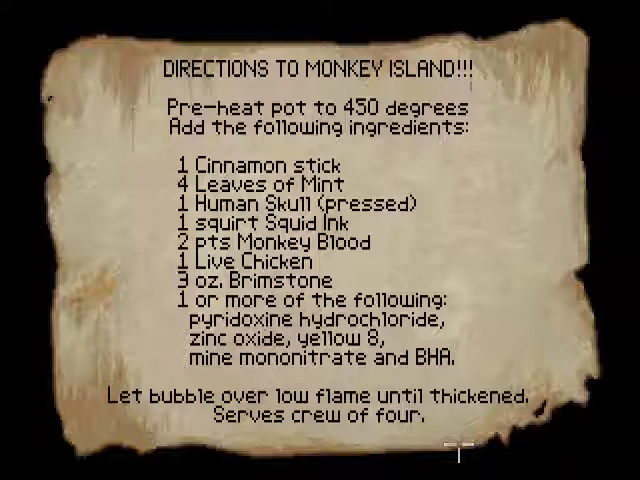 DIRECTIONS TO MONKEY ISLAND!!!
Pre-heat pot to 450 degrees
Add the following ingredients:
1 Cinnamon stick
4 Leaves of Mint
1 Human Skull (pressed)
1 squirt Squid Ink
2 pts Monkey Blood
1 Live Chicken
3 oz. Brimstone
1 or more of the following:
pyridoxine hydrochloride,
zinc oxide, yellow 8,
mine mononitrate and BHA.
Let bubble over low flame until thickened.
Serves crew of four.